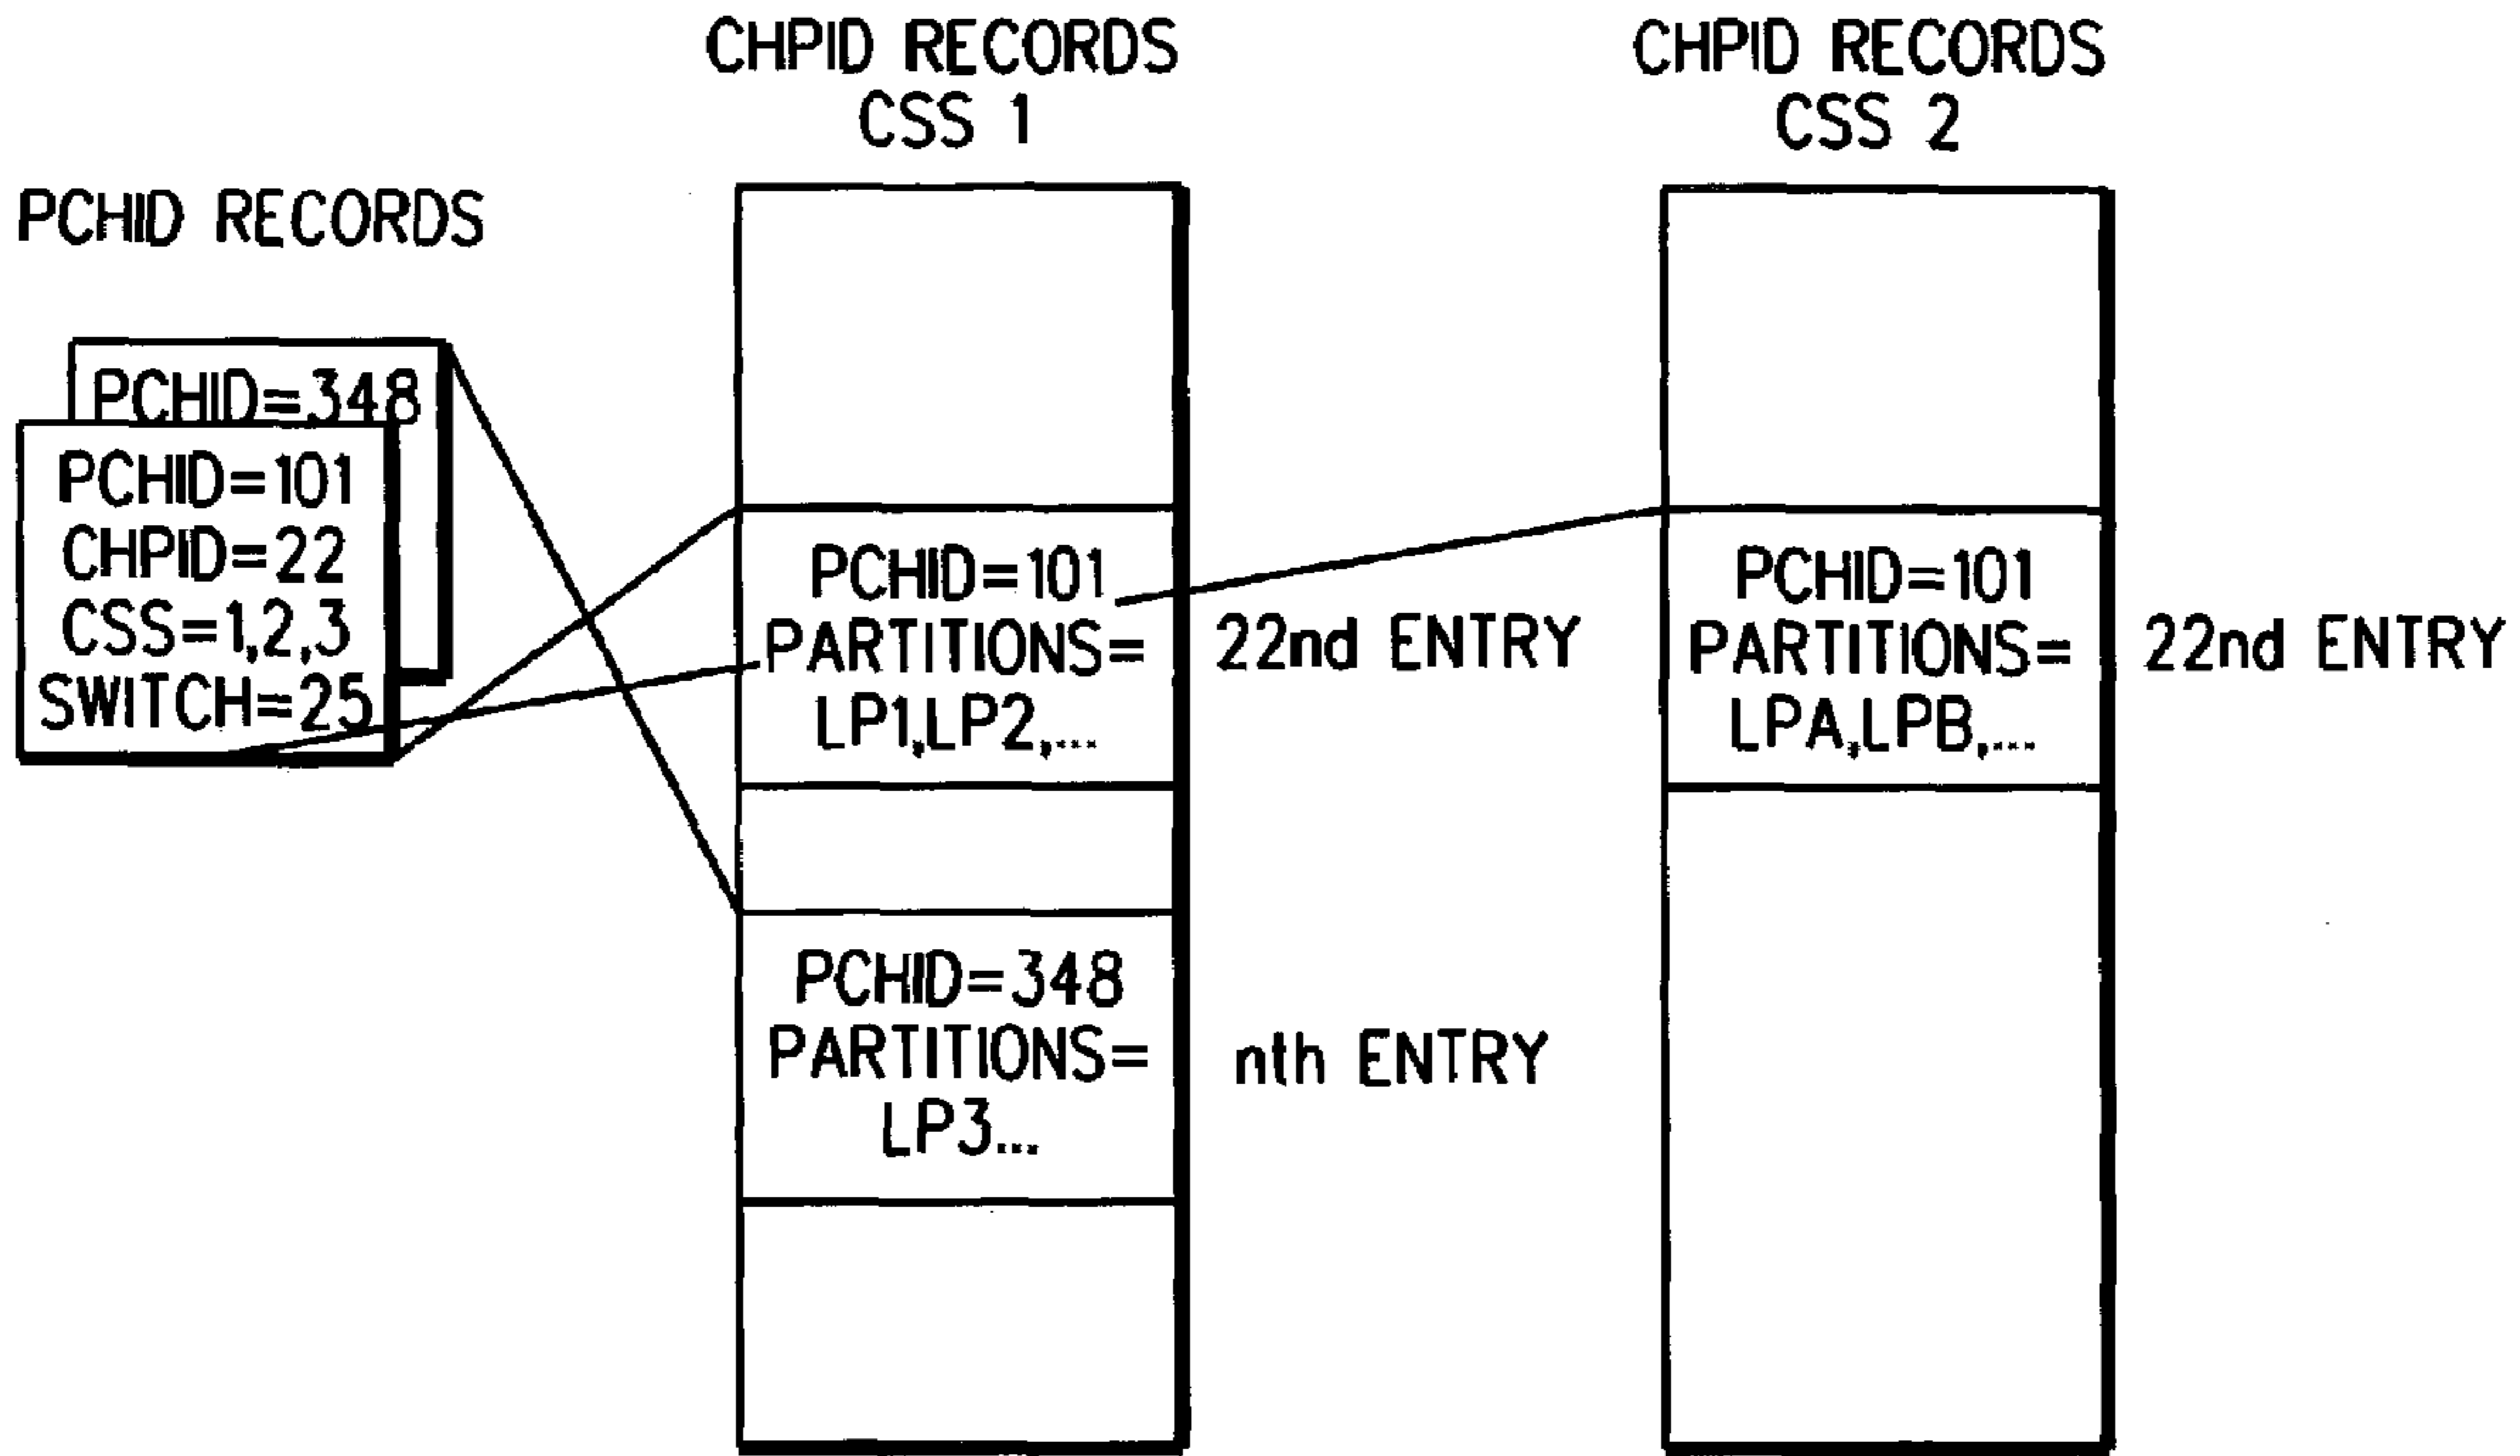 PCHID RECORDS
PCHID=348
PCHID=101
CHPID=22
CSS=1,2,3
SWITCH=25
CHPID RECORDS
CSS 1
PCHID=101
PARTITIONS=
LP1,LP2,...
22nd ENTRY
PCHID=348
PARTITIONS=
LP3...
nth ENTRY
CHPID RECORDS
CSS 2
PCHID=101
PARTITIONS=
LPA,LPB,...
22nd ENTRY